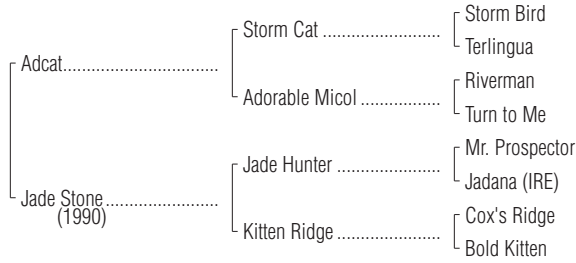 Storm Bird
Storm Cat ........................
Terlingua
Adcat................................
Riverman
Adorable Micol ................
Turn to Me
Mr. Prospector
Jade Hunter .....................
Jadana (IRE)
Jade Stone .......................
(1990)
Cox's Ridge
Kitten Ridge .....................
Bold Kitten